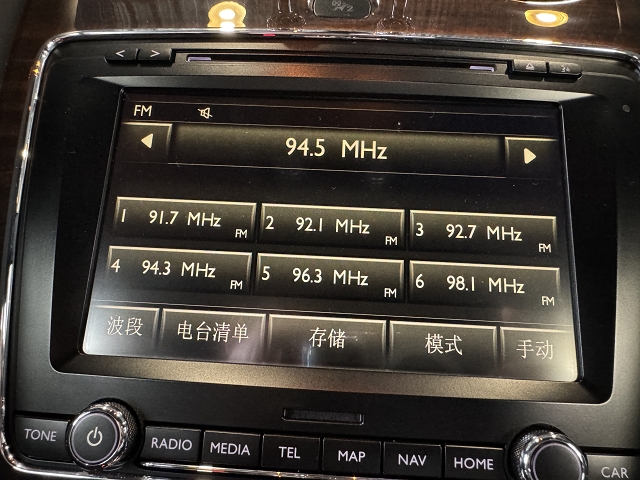 FM
94.5 MHz
1 91.7 MHz FM
2 92.1 MHz FM
3 92.7 MHz FM
4 94.3 MHz FM
5 96.3 MHz FM
6 98.1 MHz FM
波段 电台清单 存储 模式 手动
TONE RADIO MEDIA TEL MAP NAV HOME CAR